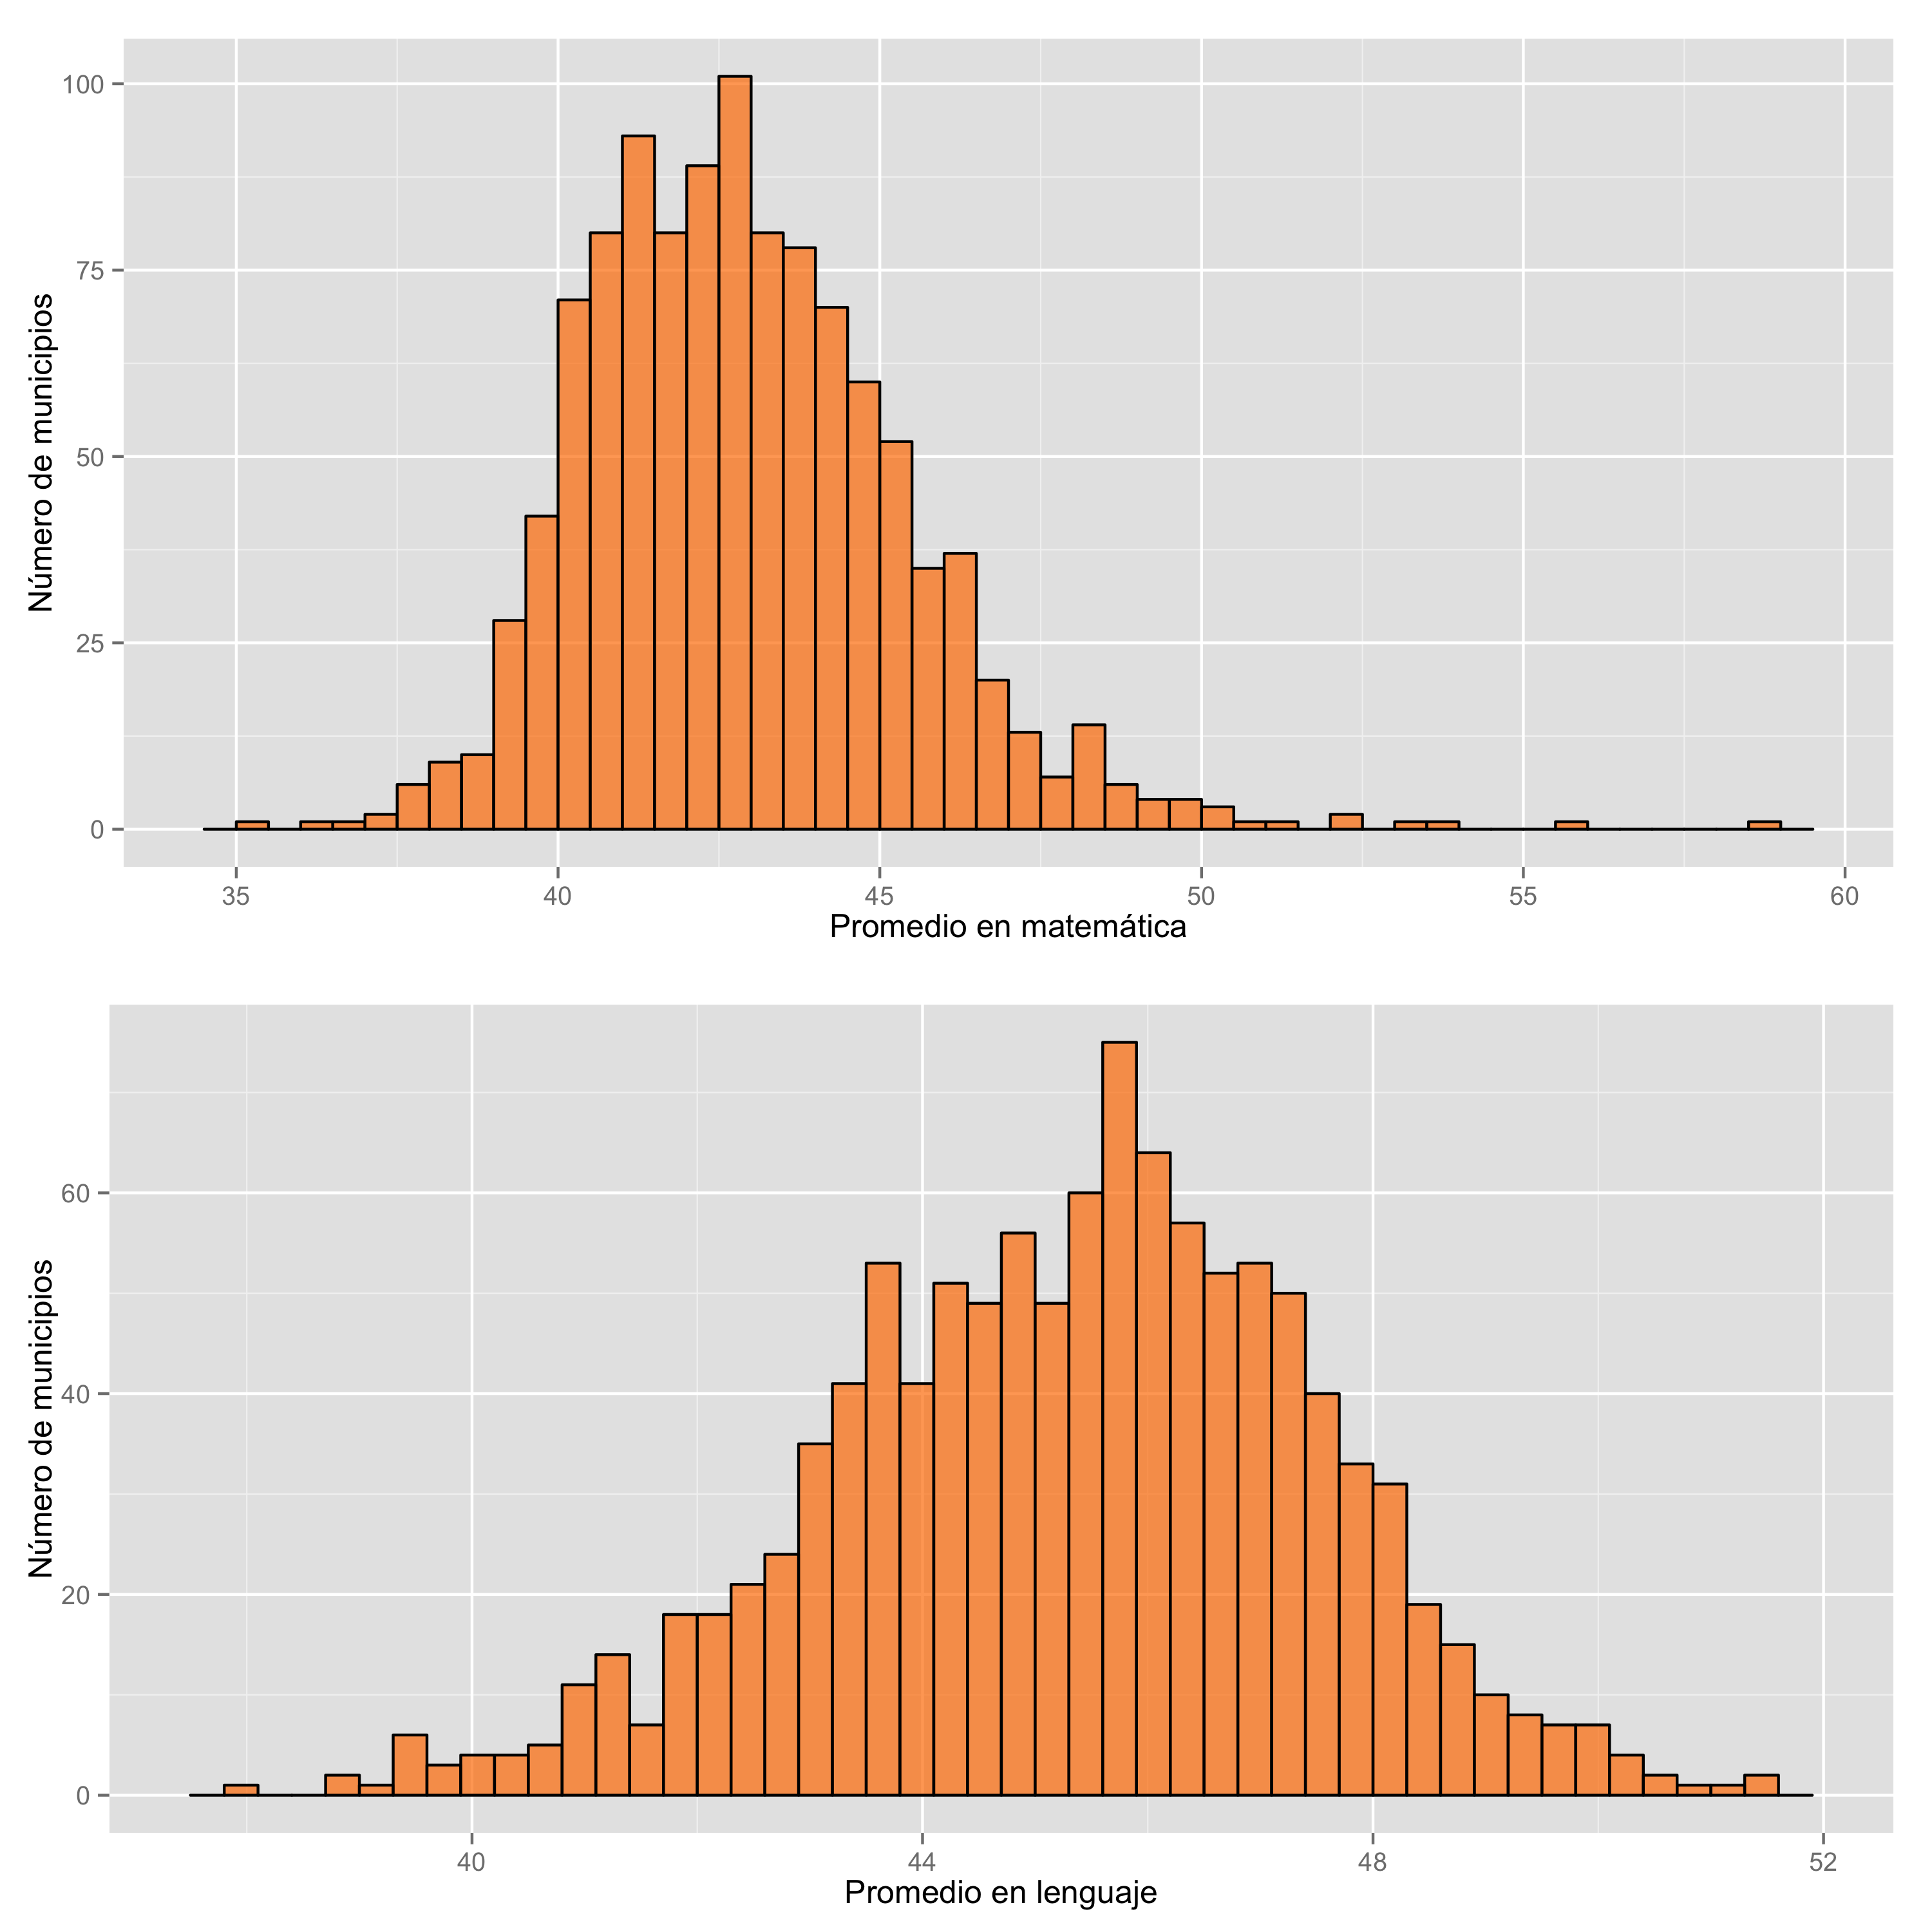 Número de municipios
100
75
50
25
0
35 40 45 50 55 60
Promedio en matemática
Número de municipios
60
40
20
0
40 44 48 52
Promedio en lenguaje